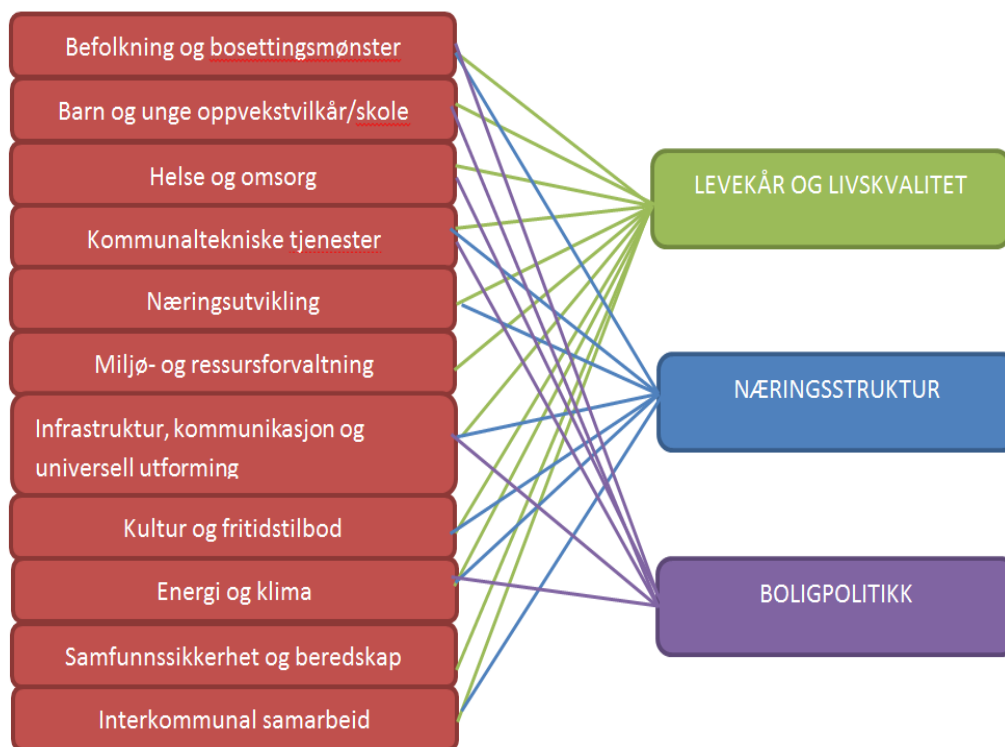 Befolkning og bosettingsmønster
Barn og unge oppvekstvilkår/skole
Helse og omsorg
Kommunaltekniske tjenester
Næringsutvikling
Miljø- og ressursforvaltning
Infrastruktur, kommunikasjon og
universell utforming
Kultur og fritidstilbod
Energi og klima
Samfunnssikkerhet og beredskap
Interkommunal samarbeid
LEVEKÅR OG LIVSKVALITET
NÆRINGSSTRUKTUR
BOLIGPOLITIKK